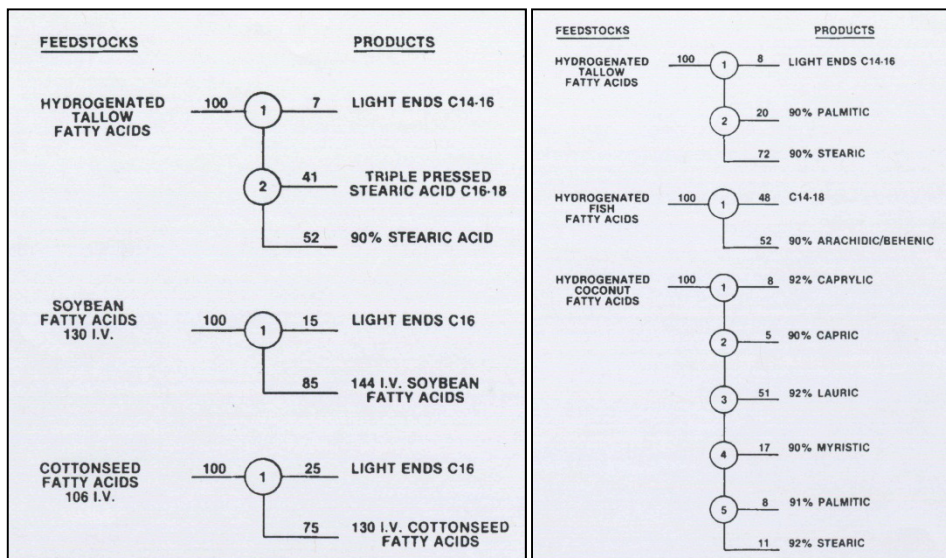 FEEDSTOCKS
PRODUCTS
HYDROGENATED
TALLOW
FATTY ACIDS
100
1
7
LIGHT ENDS C14-16
2
41
TRIPLE PRESSED
STEARIC ACID C16-18
52
90% STEARIC ACID
SOYBEAN
FATTY ACIDS
130 I.V.
100
1
15
LIGHT ENDS C16
85
144 I.V. SOYBEAN
FATTY ACIDS
COTTONSEED
FATTY ACIDS
106 I.V.
100
1
25
LIGHT ENDS C16
75
130 I.V. COTTONSEED
FATTY ACIDS
FEEDSTOCKS
PRODUCTS
HYDROGENATED
TALLOW
FATTY ACIDS
100
1
8
LIGHT ENDS C14-16
2
20
90% PALMITIC
72
90% STEARIC
HYDROGENATED
FISH
FATTY ACIDS
100
1
48
C14-18
52
90% ARACHIDIC/BEHENIC
HYDROGENATED
COCONUT
FATTY ACIDS
100
1
8
92% CAPRYLIC
2
5
90% CAPRIC
3
51
92% LAURIC
4
17
90% MYRISTIC
5
8
91% PALMITIC
11
92% STEARIC